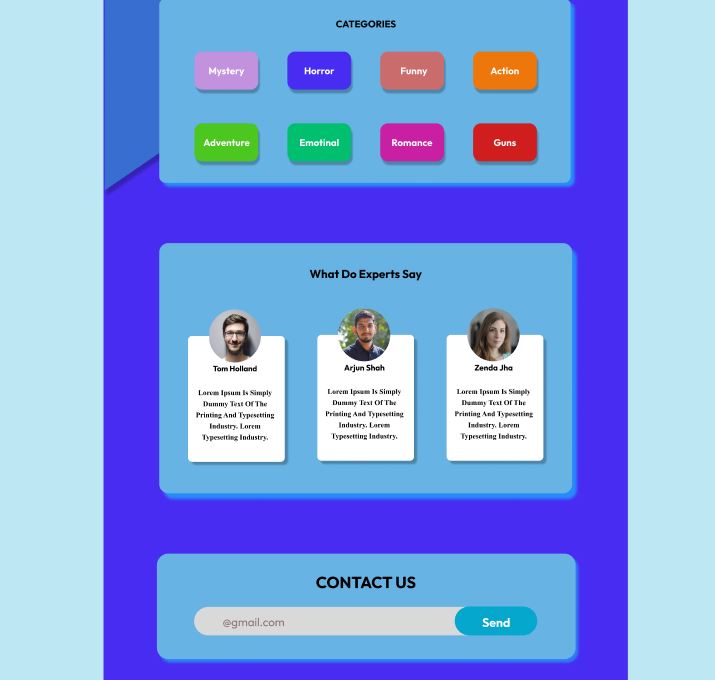 CATEGORIES
Mystery
Horror
Funny
Action
Adventure
Emotinal
Romance
Guns
What Do Experts Say
Tom Holland
Lorem Ipsum Is Simply
Dummy Text Of The
Printing And Typesetting
Industry. Lorem
Typesetting Industry.
Arjun Shah
Lorem Ipsum Is Simply
Dummy Text Of The
Printing And Typesetting
Industry. Lorem
Typesetting Industry.
Zenda Jha
Lorem Ipsum Is Simply
Dummy Text Of The
Printing And Typesetting
Industry. Lorem
Typesetting Industry.
CONTACT US
@gmail.com
Send